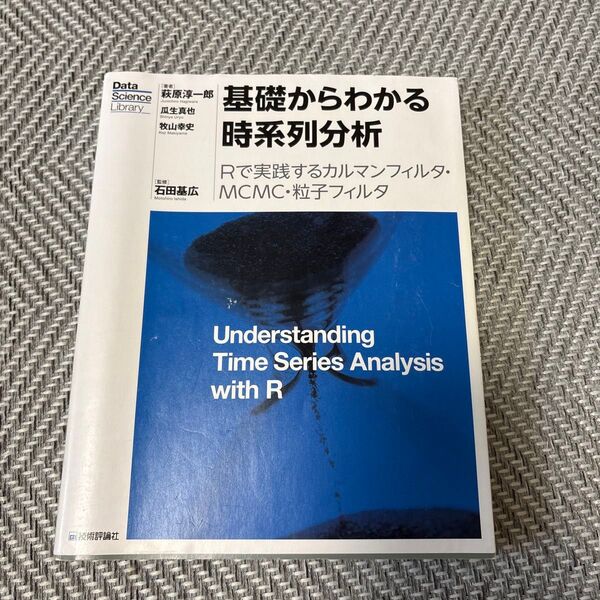 Data
Science
Library
[著者]
萩原淳一郎
Junichiro Hagiwara
瓜生真也
Shinya Uryu
牧山幸史
Koji Makiyama
[監修]
石田基広
Motohiro Ishida
基礎からわかる
時系列分析
Rで実践するカルマンフィルタ・
MCMC・粒子フィルタ
Understanding
Time Series Analysis
with R
技術評論社